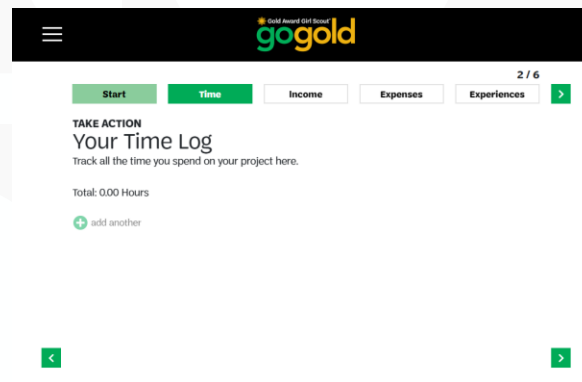 Gold Award Girl Scout
gogold
2 / 6
Start Time Income Expenses Experiences
TAKE ACTION
Your Time Log
Track all the time you spend on your project here.
Total: 0.00 Hours
add another